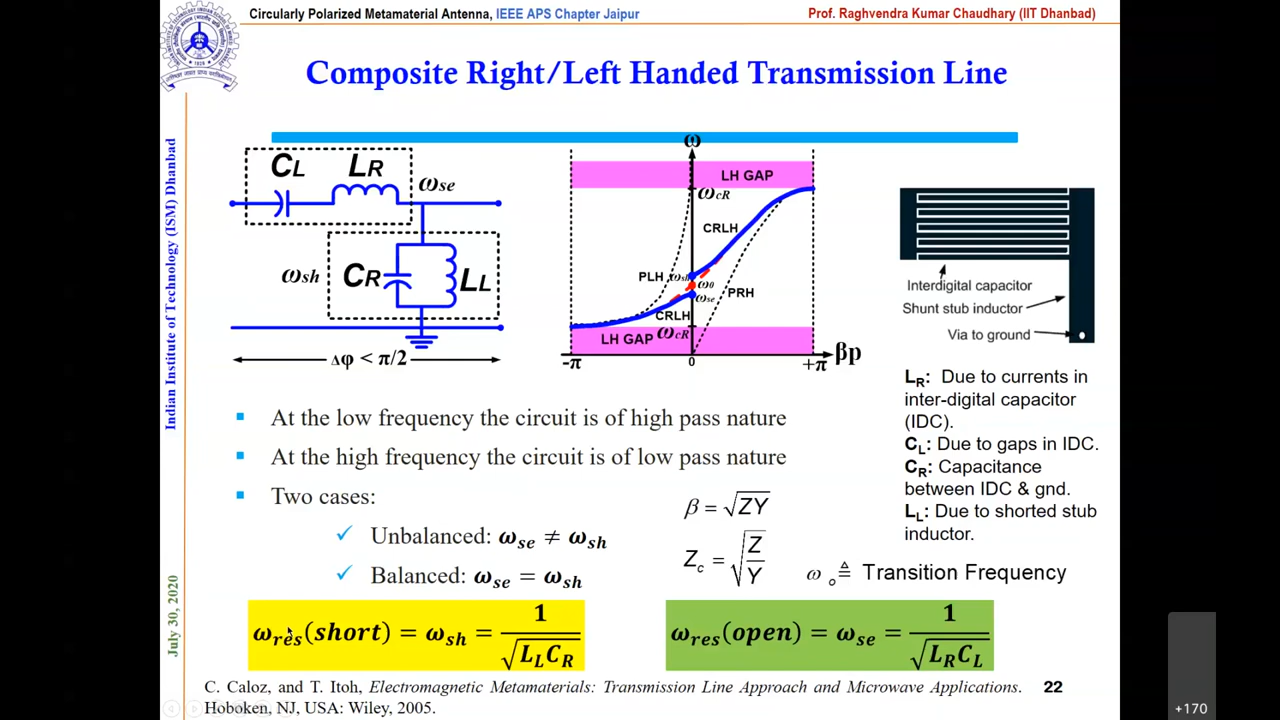 Circularly Polarized Metamaterial Antenna, IEEE APS Chapter Jaipur
Prof. Raghvendra Kumar Chaudhary (IIT Dhanbad)
Composite Right/Left Handed Transmission Line
Indian Institute of Technology (ISM) Dhanbad
July 30, 2020
CL LR
ωse
ωsh
CR LL
Δφ < π/2
ω
LH GAP
ωcR
CRLH
PLH ωsh
ω0
ωse
PRH
CRLH
LH GAP ωcR
-π 0 +π βp
Interdigital capacitor
Shunt stub inductor
Via to ground
LR: Due to currents in
inter-digital capacitor
(IDC).
CL: Due to gaps in IDC.
CR: Capacitance
between IDC & gnd.
LL: Due to shorted stub
inductor.
At the low frequency the circuit is of high pass nature
At the high frequency the circuit is of low pass nature
Two cases:
✓ Unbalanced: ωse ≠ ωsh
✓ Balanced: ωse = ωsh
β = √ZY
Zc = √(Z/Y)
ω₀ ≜ Transition Frequency
ωres(short) = ωsh = 1/√(LL CR)
ωres(open) = ωse = 1/√(LR CL)
C. Caloz, and T. Itoh, Electromagnetic Metamaterials: Transmission Line Approach and Microwave Applications.
Hoboken, NJ, USA: Wiley, 2005.
22
+170